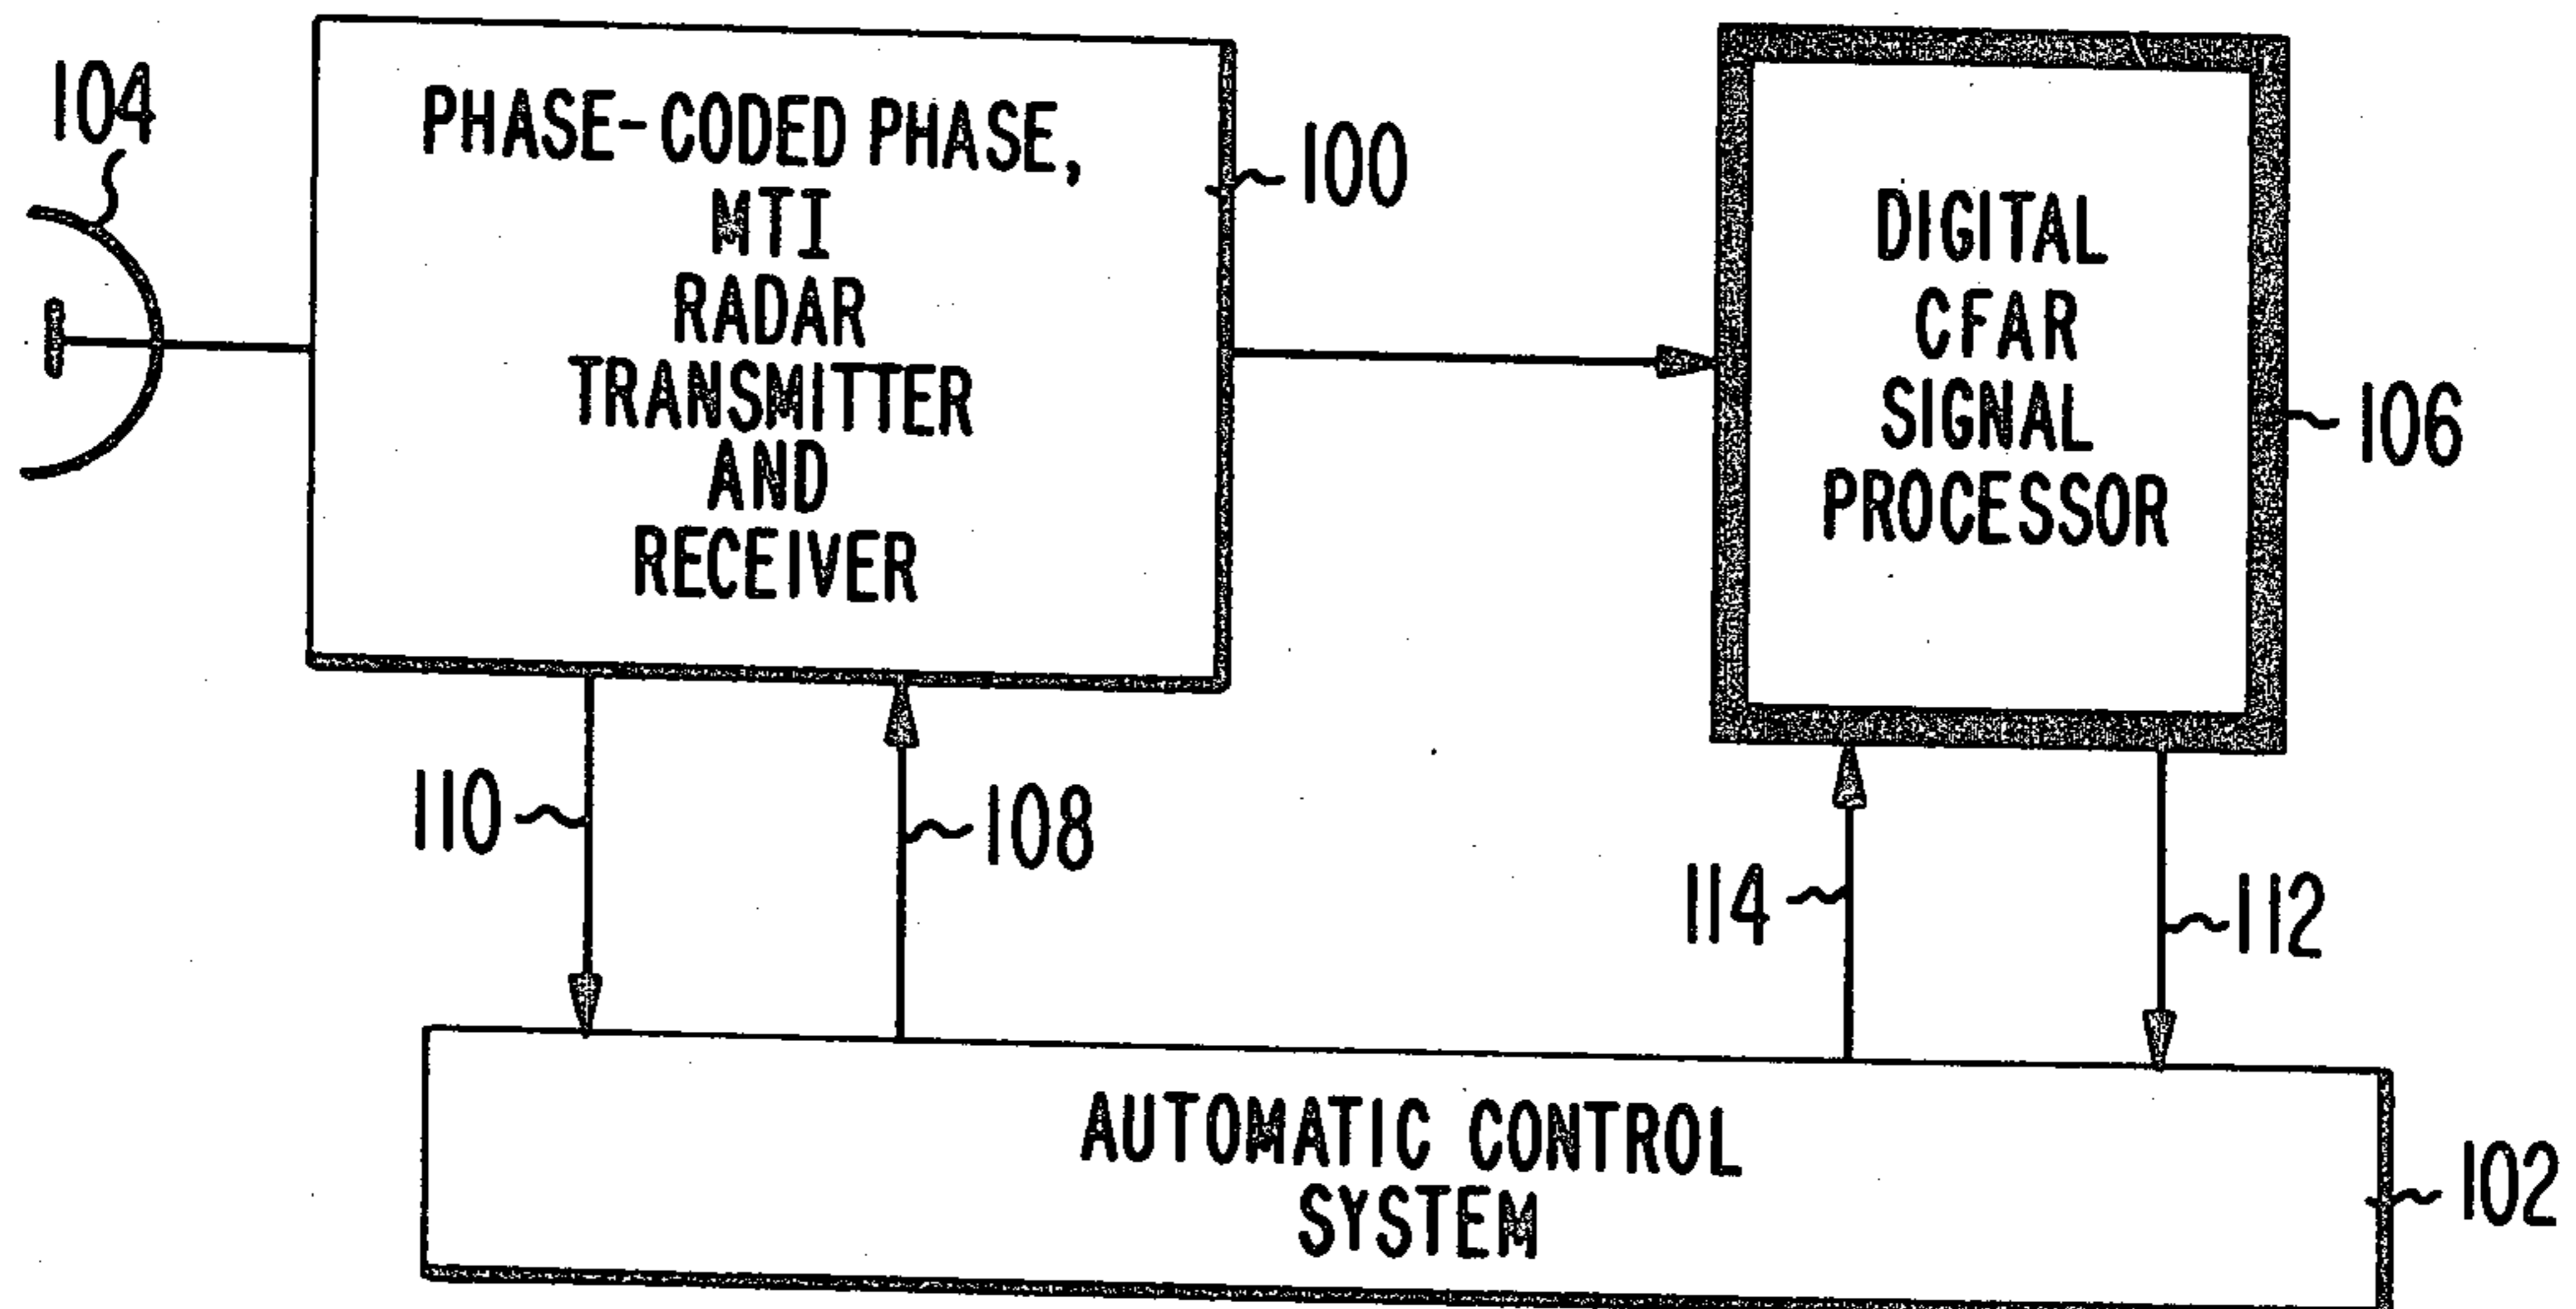 104
PHASE-CODED PHASE,
MTI
RADAR
TRANSMITTER
AND
RECEIVER
100
DIGITAL
CFAR
SIGNAL
PROCESSOR
106
110
108
114
112
AUTOMATIC CONTROL
SYSTEM
102